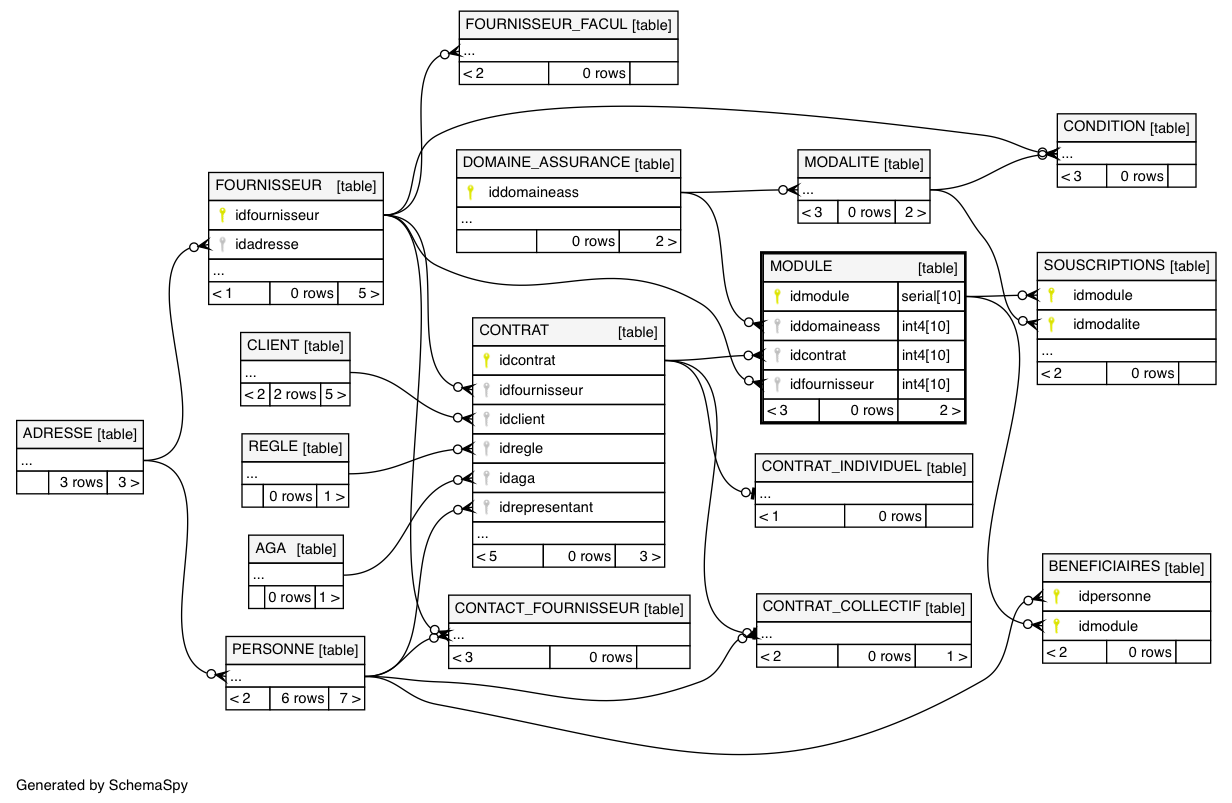 FOURNISSEUR_FACUL [table]
...
< 2 0 rows
CONDITION [table]
...
< 3 0 rows
DOMAINE_ASSURANCE [table]
iddomaineass
...
0 rows 2 >
MODALITE [table]
...
< 3 0 rows 2 >
FOURNISSEUR [table]
idfournisseur
idadresse
...
< 1 0 rows 5 >
MODULE [table]
idmodule serial[10]
iddomaineass int4[10]
idcontrat int4[10]
idfournisseur int4[10]
< 3 0 rows 2 >
SOUSCRIPTIONS [table]
idmodule
idmodalite
...
< 2 0 rows
CONTRAT [table]
idcontrat
idfournisseur
idclient
idregle
idaga
idrepresentant
...
< 5 0 rows 3 >
CLIENT [table]
...
< 2 2 rows 5 >
ADRESSE [table]
...
3 rows 3 >
REGLE [table]
...
0 rows 1 >
CONTRAT_INDIVIDUEL [table]
...
< 1 0 rows
AGA [table]
...
0 rows 1 >
BENEFICIAIRES [table]
idpersonne
idmodule
< 2 0 rows
CONTACT_FOURNISSEUR [table]
...
< 3 0 rows
CONTRAT_COLLECTIF [table]
...
< 2 0 rows 1 >
PERSONNE [table]
...
< 2 6 rows 7 >
Generated by SchemaSpy